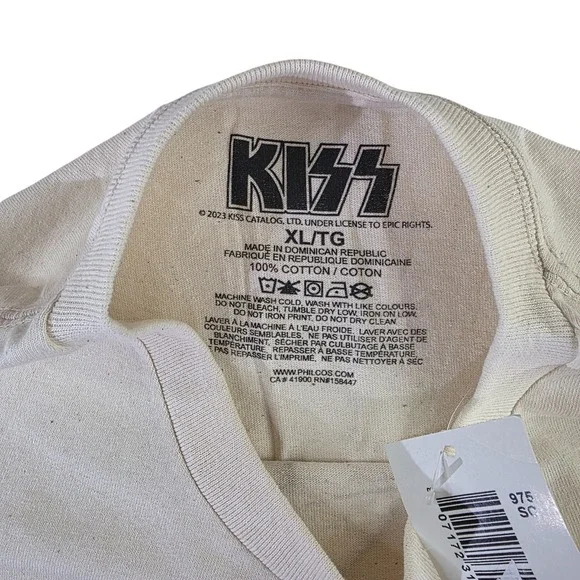 KISS
© 2023 KISS CATALOG, LTD. UNDER LICENSE TO EPIC RIGHTS.
XL/TG
MADE IN DOMINICAN REPUBLIC
FABRIQUÉ EN REPUBLIQUE DOMINICAINE
100% COTTON / COTON
MACHINE WASH COLD, WASH WITH LIKE COLOURS.
DO NOT BLEACH, TUMBLE DRY LOW, IRON ON LOW,
DO NOT IRON PRINT, DO NOT DRY CLEAN.
LAVER À LA MACHINE À L'EAU FROIDE. LAVER AVEC DES
COULEURS SEMBLABLES, NE PAS UTILISER D'AGENT DE
BLANCHIMENT, SÉCHER PAR CULBUTAGE À BASSE
TEMPÉRATURE, REPASSER À BASSE TEMPÉRATURE,
NE PAS REPASSER L'IMPRIMÉ, NE PAS NETTOYER À SEC
WWW.PHILCOS.COM
CA# 41900 RN#158447
975
SC
07172